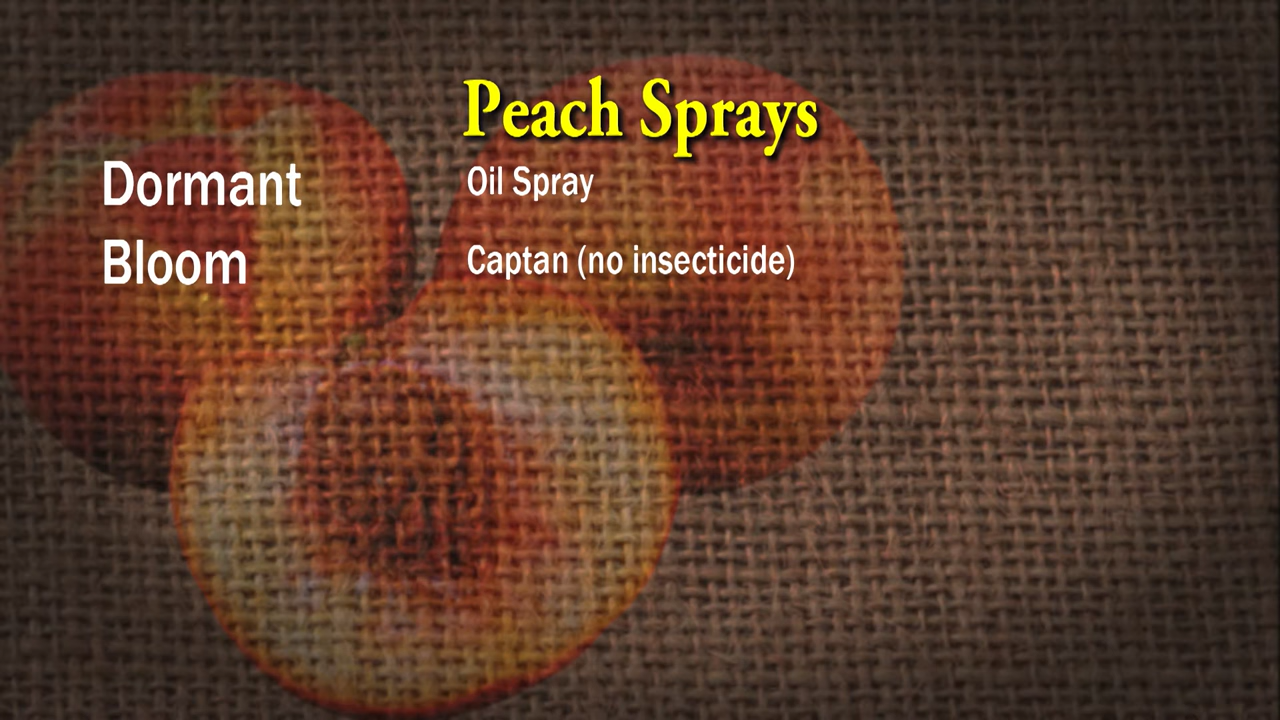 Peach Sprays
Dormant Oil Spray
Bloom Captan (no insecticide)